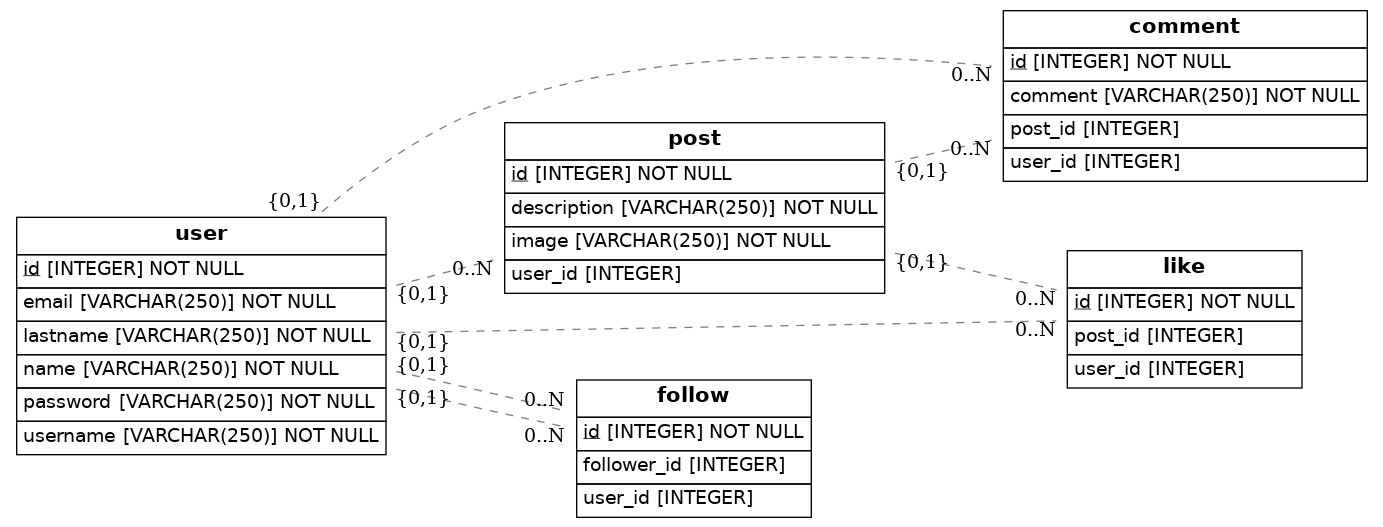 comment
id [INTEGER] NOT NULL
comment [VARCHAR(250)] NOT NULL
post_id [INTEGER]
user_id [INTEGER]
0..N
0..N
post
id [INTEGER] NOT NULL
description [VARCHAR(250)] NOT NULL
image [VARCHAR(250)] NOT NULL
user_id [INTEGER]
{0,1}
{0,1}
0..N
{0,1}
user
id [INTEGER] NOT NULL
email [VARCHAR(250)] NOT NULL
lastname [VARCHAR(250)] NOT NULL
name [VARCHAR(250)] NOT NULL
password [VARCHAR(250)] NOT NULL
username [VARCHAR(250)] NOT NULL
{0,1}
{0,1}
{0,1}
{0,1}
like
id [INTEGER] NOT NULL
post_id [INTEGER]
user_id [INTEGER]
0..N
0..N
follow
id [INTEGER] NOT NULL
follower_id [INTEGER]
user_id [INTEGER]
0..N
0..N